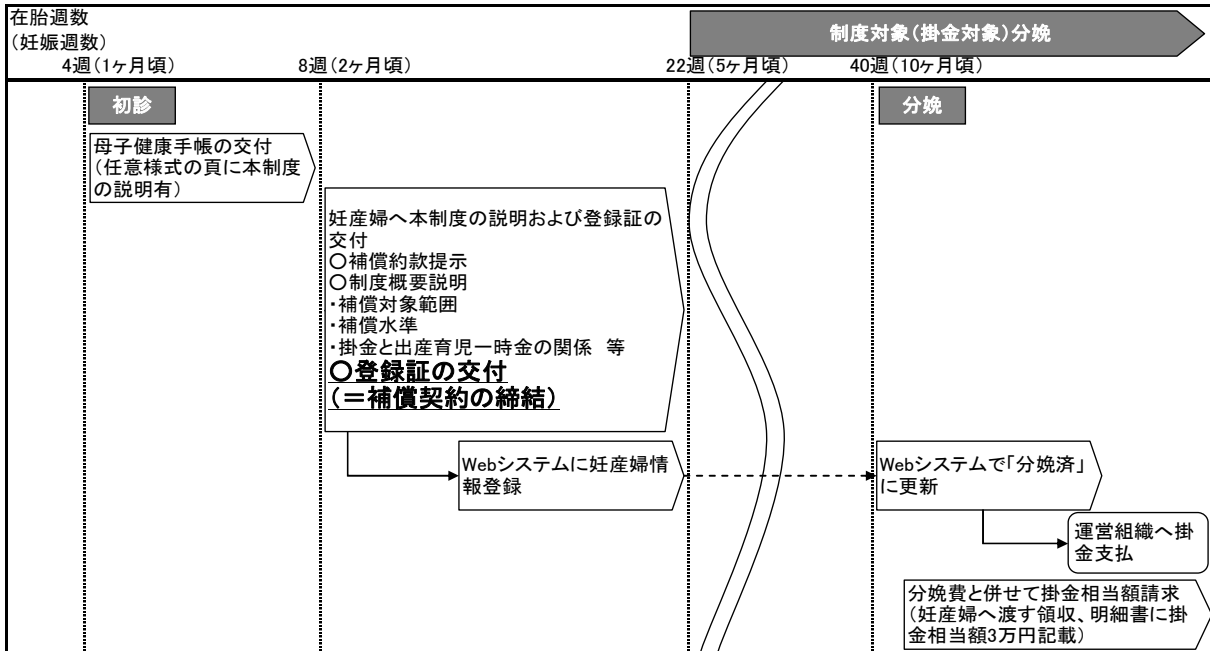 在胎週数
(妊娠週数)
制度対象(掛金対象)分娩
4週(1ヶ月頃)
8週(2ヶ月頃)
22週(5ヶ月頃)
40週(10ヶ月頃)
初診
分娩
母子健康手帳の交付
(任意様式の頁に本制度
の説明有)
妊産婦へ本制度の説明および登録証の
交付
○補償約款提示
○制度概要説明
・補償対象範囲
・補償水準
・掛金と出産育児一時金の関係 等
○登録証の交付
(=補償契約の締結)
Webシステムに妊産婦情
報登録
Webシステムで「分娩済」
に更新
運営組織へ掛
金支払
分娩費と併せて掛金相当額請求
(妊産婦へ渡す領収、明細書に掛
金相当額3万円記載)